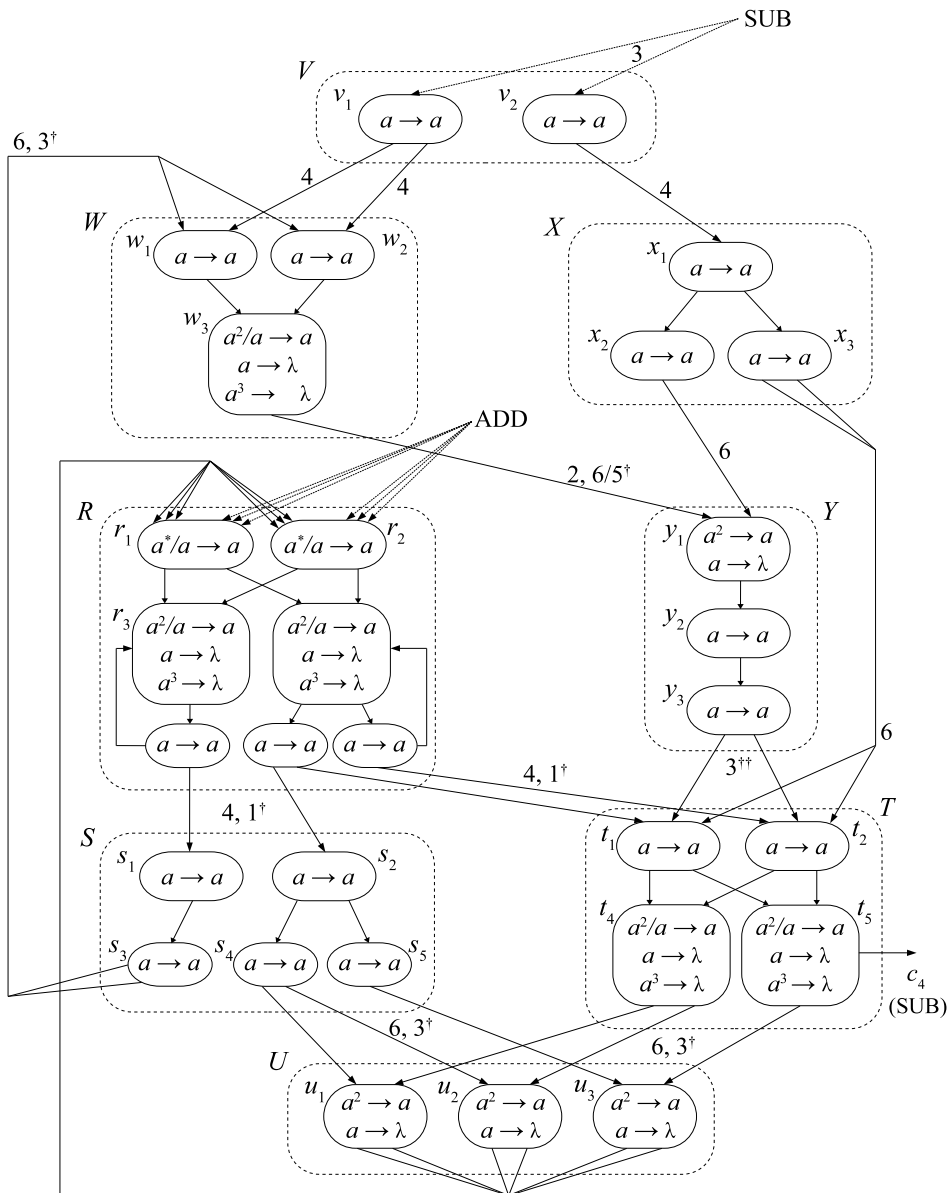 SUB
3
V
v₁
v₂
a → a
a → a
6, 3†
4
4
4
W
X
w₁
w₂
x₁
a → a
a → a
a → a
w₃
x₂
x₃
a²/a → a
a → λ
a³ → λ
a → a
a → a
ADD
6
2, 6/5†
R
Y
r₁
r₂
y₁
a*/a → a
a*/a → a
a² → a
a → λ
r₃
a²/a → a
a → λ
a³ → λ
a²/a → a
a → λ
a³ → λ
y₂
a → a
y₃
a → a
a → a
a → a
a → a
6
3††
4, 1†
4, 1†
T
S
t₁
t₂
a → a
a → a
s₁
s₂
a → a
a → a
t₄
t₅
a²/a → a
a → λ
a³ → λ
a²/a → a
a → λ
a³ → λ
s₃
s₄
s₅
a → a
a → a
a → a
c₄
(SUB)
6, 3†
6, 3†
U
u₁
u₂
u₃
a² → a
a → λ
a² → a
a → λ
a² → a
a → λ